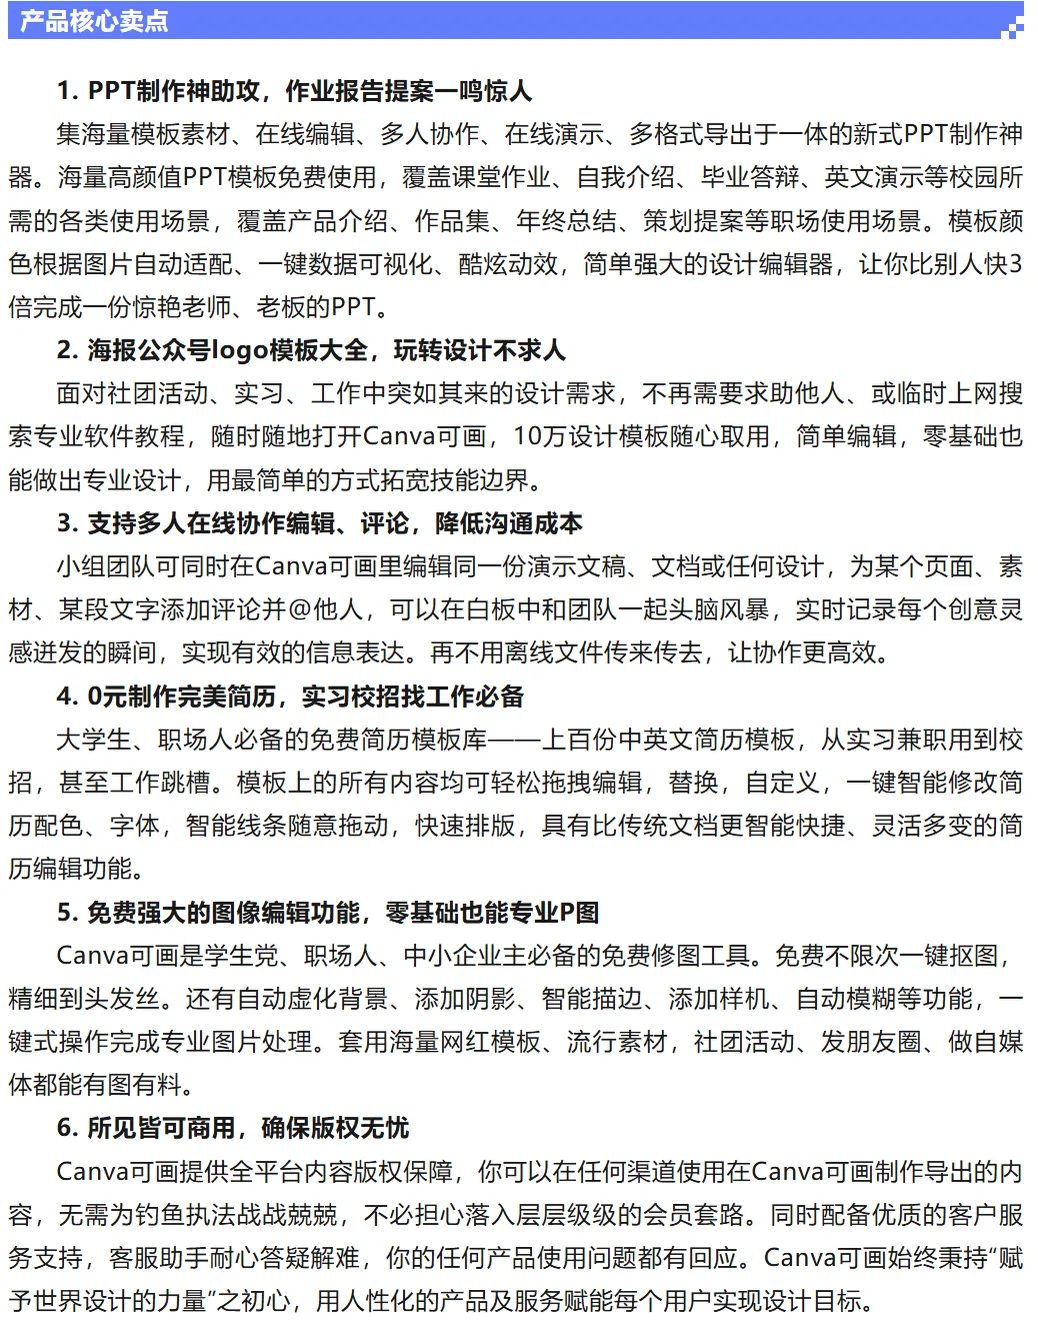 产品核心卖点
1. PPT制作神助攻，作业报告提案一鸣惊人
集海量模板素材、在线编辑、多人协作、在线演示、多格式导出于一体的新式PPT制作神
器。海量高颜值PPT模板免费使用，覆盖课堂作业、自我介绍、毕业答辩、英文演示等校园所
需的各类使用场景，覆盖产品介绍、作品集、年终总结、策划提案等职场使用场景。模板颜
色根据图片自动适配、一键数据可视化、酷炫动效，简单强大的设计编辑器，让你比别人快3
倍完成一份惊艳老师、老板的PPT。
2. 海报公众号logo模板大全，玩转设计不求人
面对社团活动、实习、工作中突如其来的设计需求，不再需要求助他人、或临时上网搜
索专业软件教程，随时随地打开Canva可画，10万设计模板随心取用，简单编辑，零基础也
能做出专业设计，用最简单的方式拓宽技能边界。
3. 支持多人在线协作编辑、评论，降低沟通成本
小组团队可同时在Canva可画里编辑同一份演示文稿、文档或任何设计，为某个页面、素
材、某段文字添加评论并@他人，可以在白板中和团队一起头脑风暴，实时记录每个创意灵
感迸发的瞬间，实现有效的信息表达。再不用离线文件传来传去，让协作更高效。
4. 0元制作完美简历，实习校招找工作必备
大学生、职场人必备的免费简历模板库——上百份中英文简历模板，从实习兼职用到校
招，甚至工作跳槽。模板上的所有内容均可轻松拖拽编辑，替换，自定义，一键智能修改简
历配色、字体，智能线条随意拖动，快速排版，具有比传统文档更智能快捷、灵活多变的简
历编辑功能。
5. 免费强大的图像编辑功能，零基础也能专业P图
Canva可画是学生党、职场人、中小企业主必备的免费修图工具。免费不限次一键抠图，
精细到头发丝。还有自动虚化背景、添加阴影、智能描边、添加样机、自动模糊等功能，一
键式操作完成专业图片处理。套用海量网红模板、流行素材，社团活动、发朋友圈、做自媒
体都能有图有料。
6. 所见皆可商用，确保版权无忧
Canva可画提供全平台内容版权保障，你可以在任何渠道使用在Canva可画制作导出的内
容，无需为钓鱼执法战战兢兢，不必担心落入层层级级的会员套路。同时配备优质的客户服
务支持，客服助手耐心答疑解难，你的任何产品使用问题都有回应。Canva可画始终秉持“赋
予世界设计的力量”之初心，用人性化的产品及服务赋能每个用户实现设计目标。